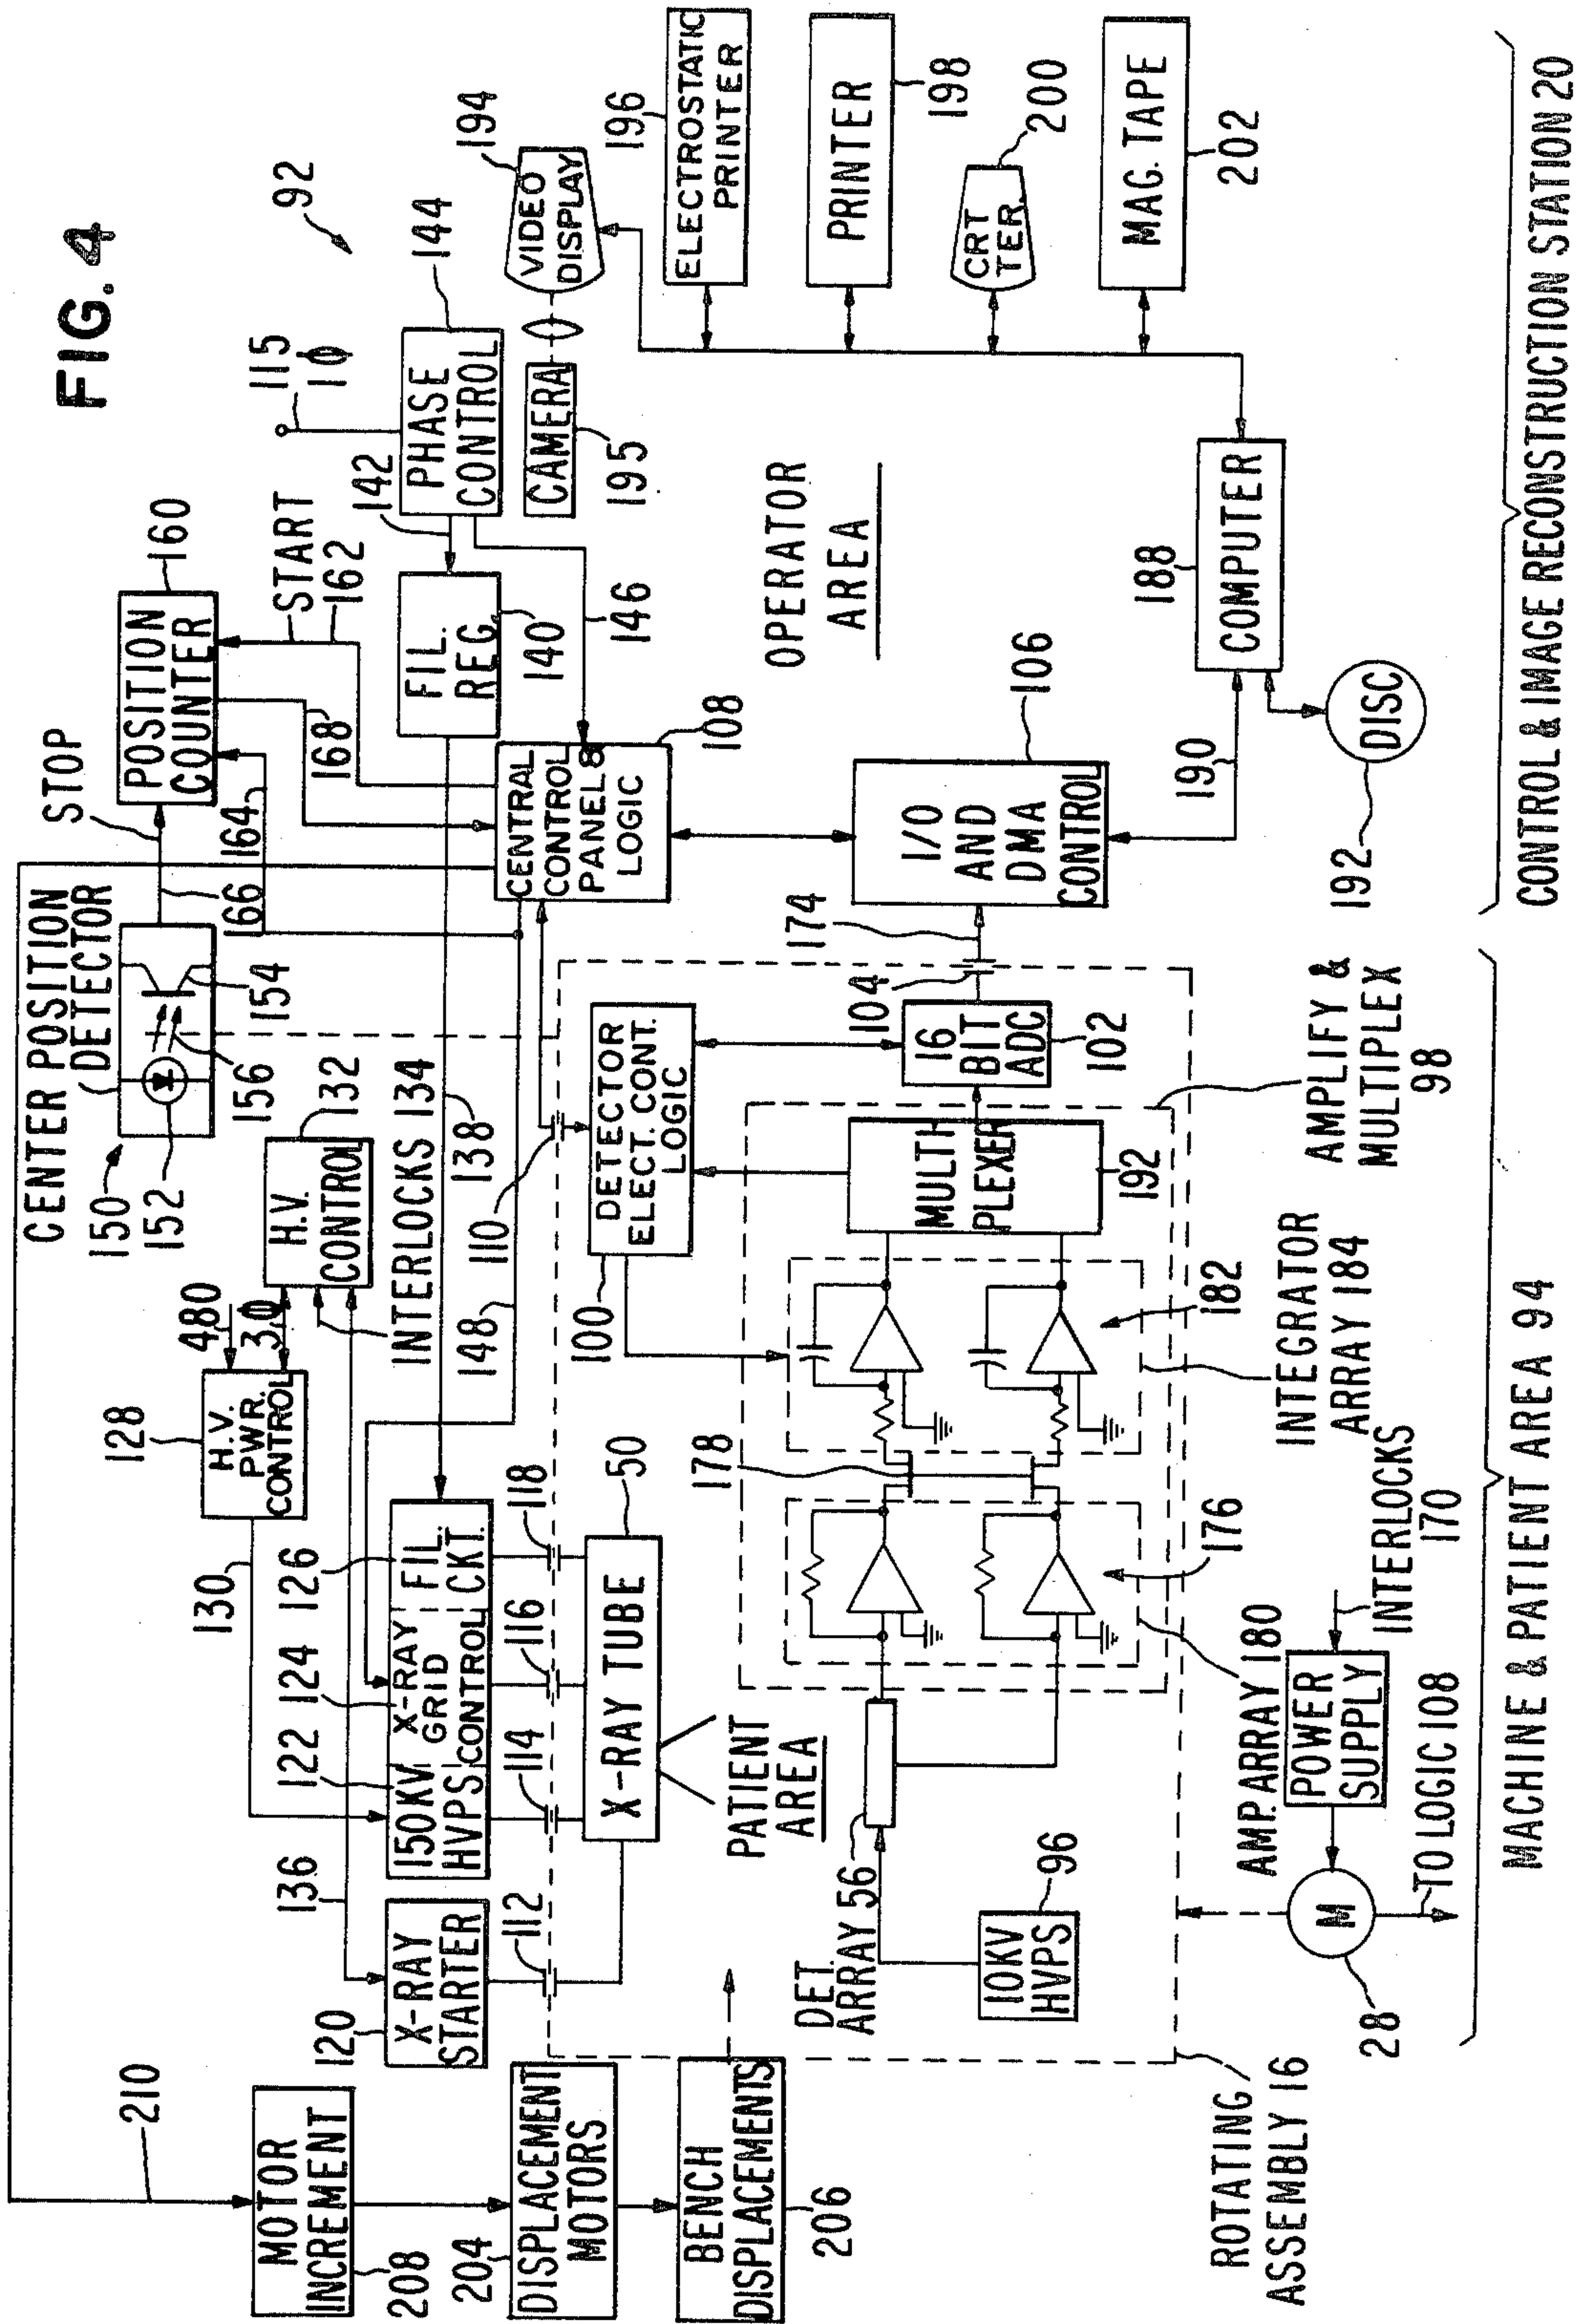 FIG. 4
92
CENTER POSITION
DETECTOR
150
152
156
154
STOP
166
164
POSITION
COUNTER
160
168
START
162
115
1Φ
PHASE
CONTROL
144
142
146
FIL.
REG.
140
VIDEO
DISPLAY
194
CAMERA
195
ELECTROSTATIC
PRINTER
196
PRINTER
198
CRT
TER.
200
MAG. TAPE
202
OPERATOR
AREA
CENTRAL
CONTROL
PANEL &
LOGIC
108
I/O
AND
DMA
CONTROL
106
COMPUTER
188
190
DISC
192
CONTROL & IMAGE RECONSTRUCTION STATION 20
210
MOTOR
INCREMENT
208
DISPLACEMENT
MOTORS
204
BENCH
DISPLACEMENTS
206
H.V.
PWR.
CONTROL
128
480
3Φ
H.V.
CONTROL
132
INTERLOCKS 134
138
148
110
130
136
X-RAY
STARTER
120
150KV
HVPS
122
X-RAY
GRID
CONTROL
124
FIL.
CKT.
126
112
114
116
118
X-RAY TUBE
50
PATIENT
AREA
DETECTOR
ELECT. CONT.
LOGIC
100
16
BIT
ADC
102
104
174
MULTI-
PLEXER
192
AMPLIFY &
MULTIPLEX
98
178
182
INTEGRATOR
ARRAY 184
176
AMP. ARRAY 180
DET.
ARRAY 56
10KV
HVPS
96
INTERLOCKS
170
POWER
SUPPLY
M
28
TO LOGIC 108
ROTATING
ASSEMBLY 16
MACHINE & PATIENT AREA 94